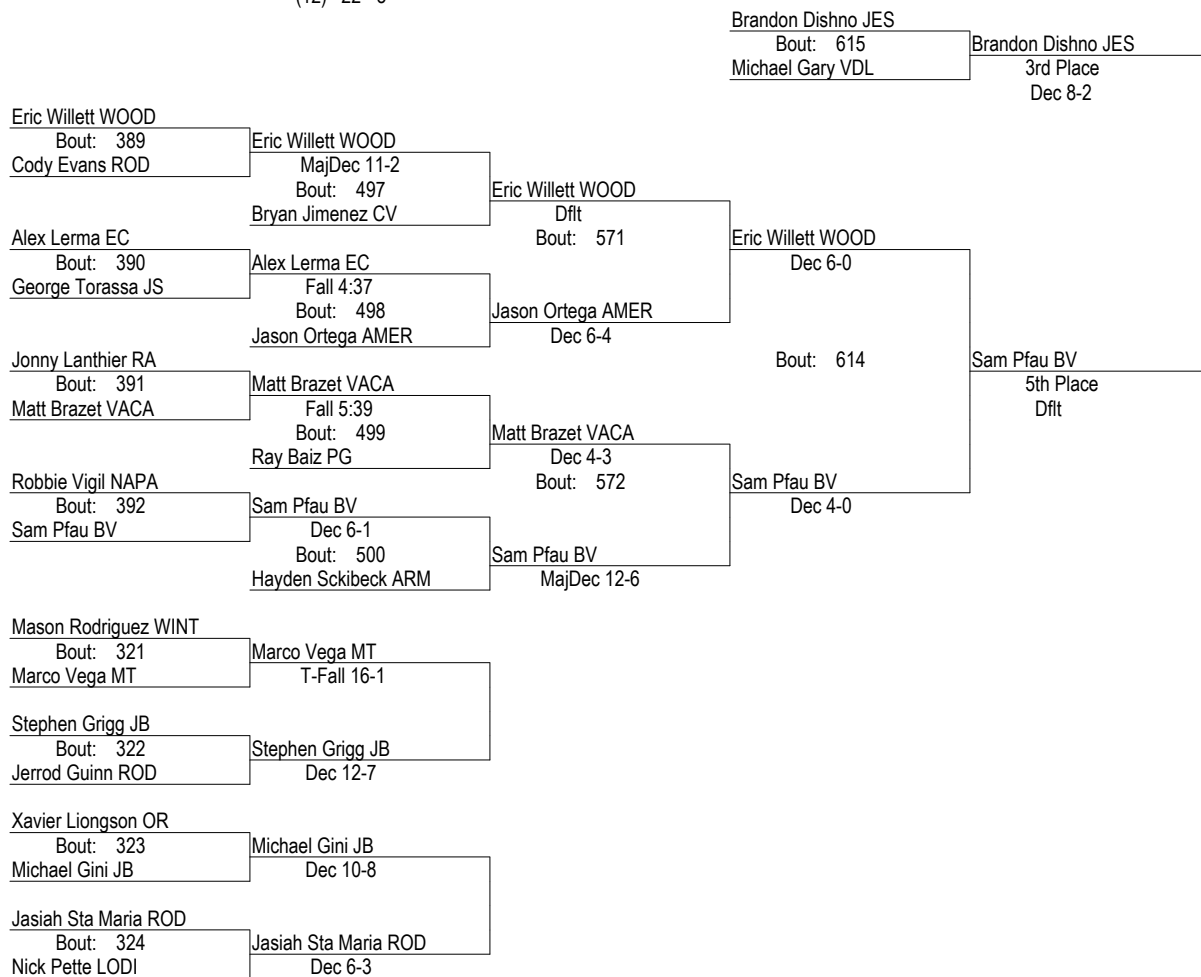 (12) 22 - 6
Brandon Dishno JES
Bout: 615
Michael Gary VDL
Brandon Dishno JES
3rd Place
Dec 8-2
Eric Willett WOOD
Bout: 389
Cody Evans ROD
Eric Willett WOOD
MajDec 11-2
Bout: 497
Bryan Jimenez CV
Eric Willett WOOD
Dflt
Bout: 571
Alex Lerma EC
Bout: 390
George Torassa JS
Alex Lerma EC
Fall 4:37
Bout: 498
Jason Ortega AMER
Jason Ortega AMER
Dec 6-4
Eric Willett WOOD
Dec 6-0
Bout: 614
Sam Pfau BV
5th Place
Dflt
Jonny Lanthier RA
Bout: 391
Matt Brazet VACA
Matt Brazet VACA
Fall 5:39
Bout: 499
Ray Baiz PG
Matt Brazet VACA
Dec 4-3
Bout: 572
Sam Pfau BV
Dec 4-0
Robbie Vigil NAPA
Bout: 392
Sam Pfau BV
Sam Pfau BV
Dec 6-1
Bout: 500
Hayden Sckibeck ARM
Sam Pfau BV
MajDec 12-6
Mason Rodriguez WINT
Bout: 321
Marco Vega MT
Marco Vega MT
T-Fall 16-1
Stephen Grigg JB
Bout: 322
Jerrod Guinn ROD
Stephen Grigg JB
Dec 12-7
Xavier Liongson OR
Bout: 323
Michael Gini JB
Michael Gini JB
Dec 10-8
Jasiah Sta Maria ROD
Bout: 324
Nick Pette LODI
Jasiah Sta Maria ROD
Dec 6-3